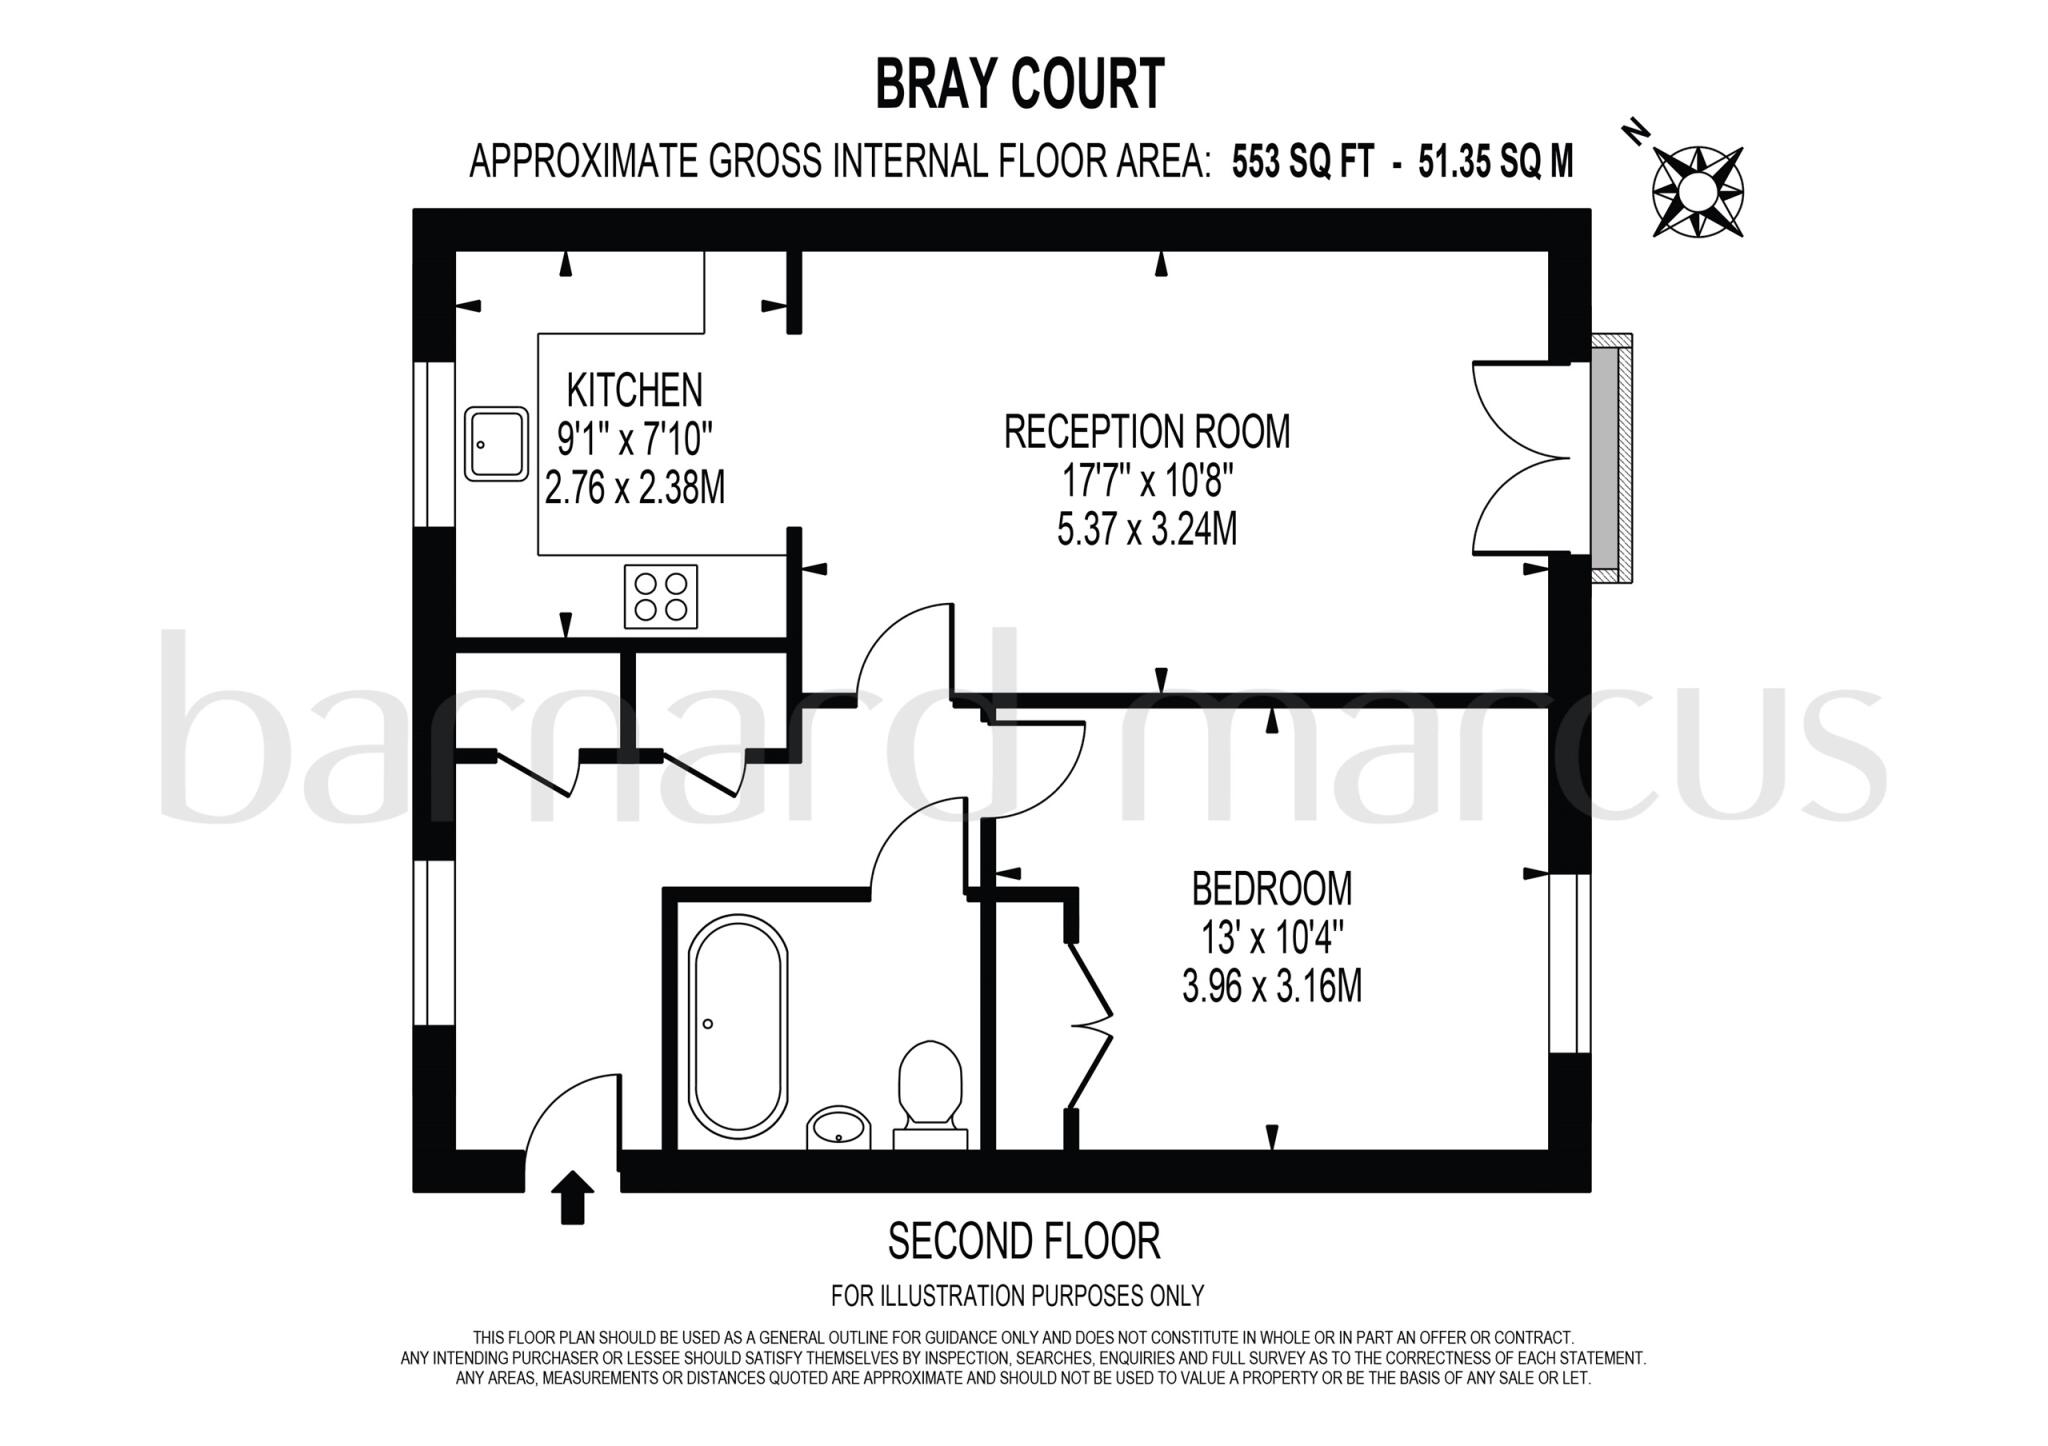 BRAY COURT
APPROXIMATE GROSS INTERNAL FLOOR AREA: 553 SQ FT - 51.35 SQ M
N
KITCHEN
9'1" x 7'10"
2.76 x 2.38M
RECEPTION ROOM
17'7" x 10'8"
5.37 x 3.24M
barnard marcus
BEDROOM
13' x 10'4"
3.96 x 3.16M
SECOND FLOOR
FOR ILLUSTRATION PURPOSES ONLY
THIS FLOOR PLAN SHOULD BE USED AS A GENERAL OUTLINE FOR GUIDANCE ONLY AND DOES NOT CONSTITUTE IN WHOLE OR IN PART AN OFFER OR CONTRACT.
ANY INTENDING PURCHASER OR LESSEE SHOULD SATISFY THEMSELVES BY INSPECTION, SEARCHES, ENQUIRIES AND FULL SURVEY AS TO THE CORRECTNESS OF EACH STATEMENT.
ANY AREAS, MEASUREMENTS OR DISTANCES QUOTED ARE APPROXIMATE AND SHOULD NOT BE USED TO VALUE A PROPERTY OR BE THE BASIS OF ANY SALE OR LET.